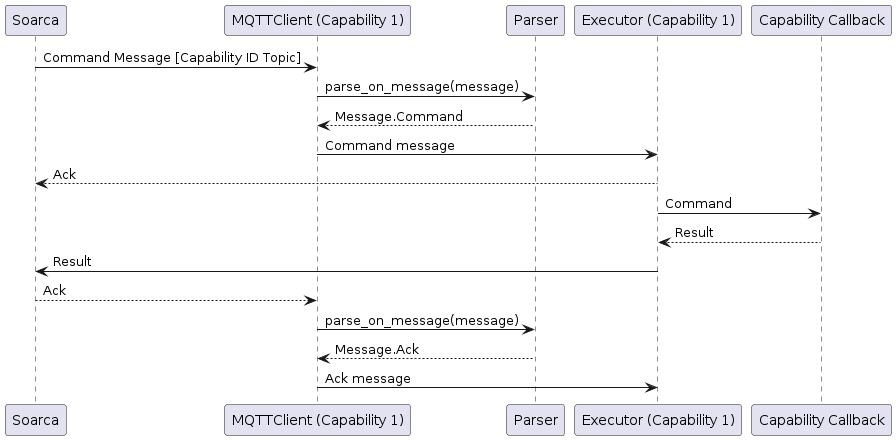 Soarca
MQTTClient (Capability 1)
Parser
Executor (Capability 1)
Capability Callback
Command Message [Capability ID Topic]
parse_on_message(message)
Message.Command
Command message
Ack
Command
Result
Result
Ack
parse_on_message(message)
Message.Ack
Ack message
Soarca
MQTTClient (Capability 1)
Parser
Executor (Capability 1)
Capability Callback